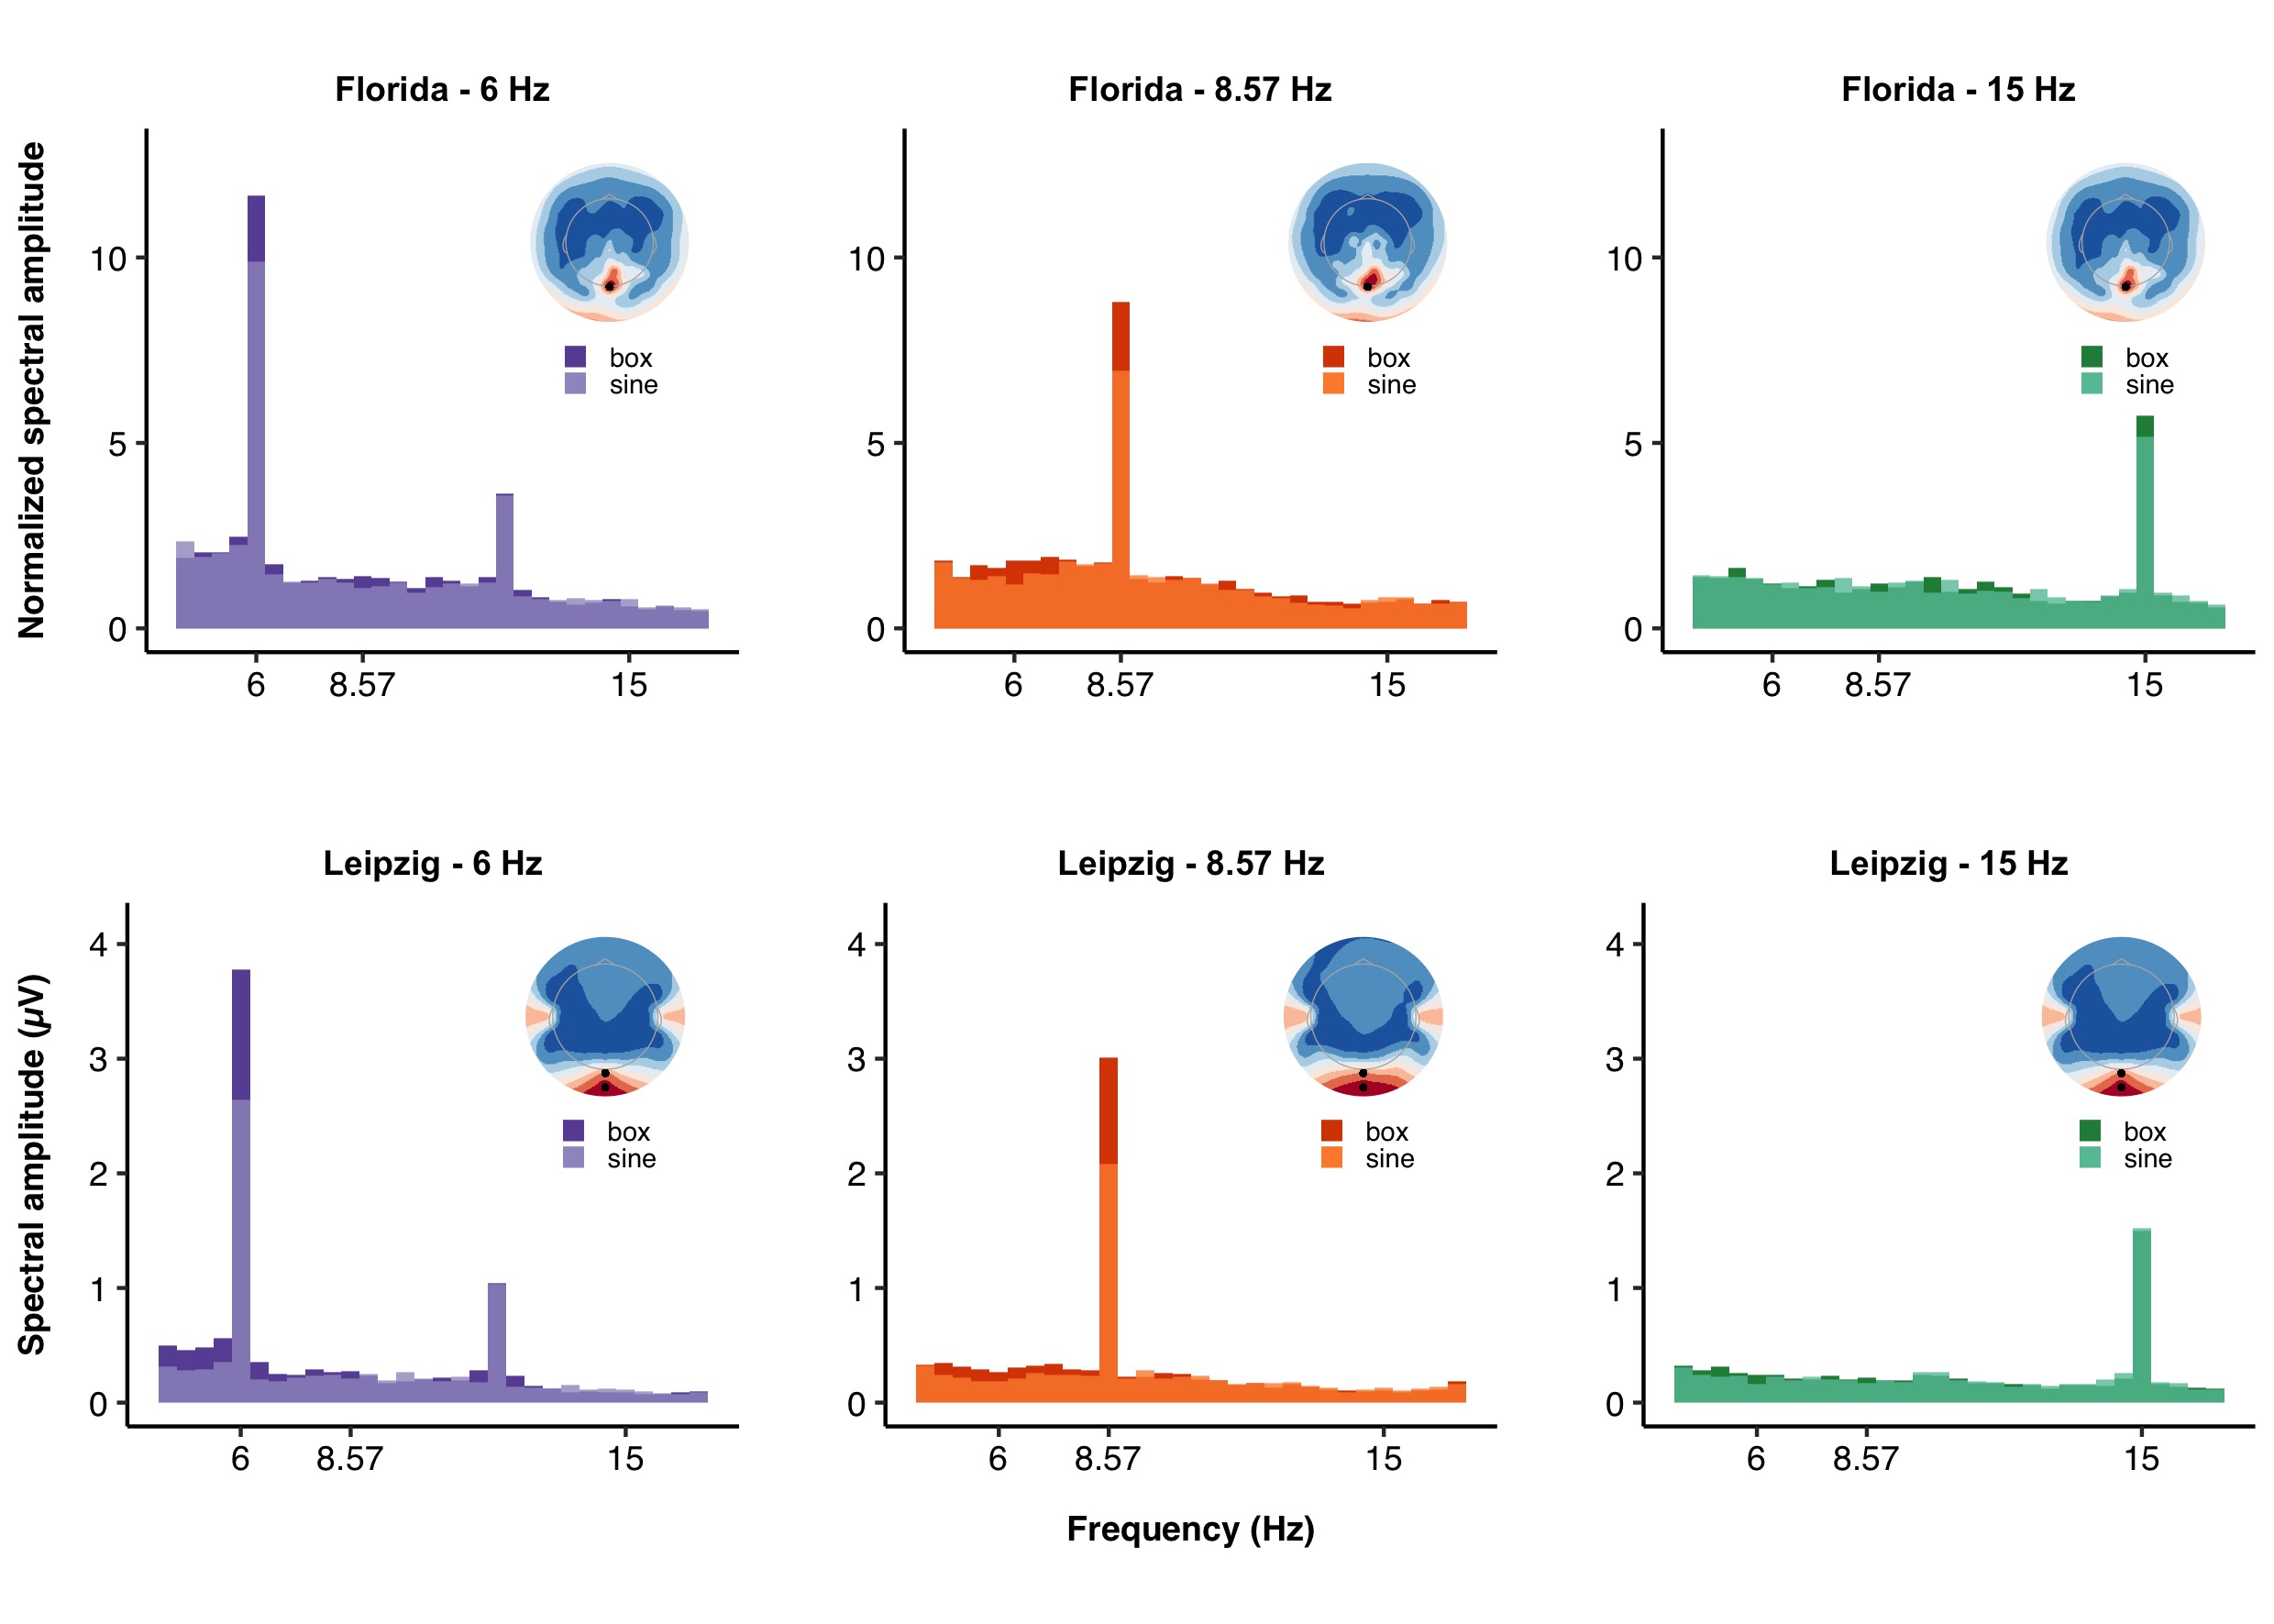 Florida - 6 Hz
Florida - 8.57 Hz
Florida - 15 Hz
Normalized spectral amplitude
10
5
0
box
sine
6
8.57
15
10
5
0
box
sine
6
8.57
15
10
5
0
box
sine
6
8.57
15
Leipzig - 6 Hz
Leipzig - 8.57 Hz
Leipzig - 15 Hz
Spectral amplitude (µV)
4
3
2
1
0
box
sine
6
8.57
15
4
3
2
1
0
box
sine
6
8.57
15
4
3
2
1
0
box
sine
6
8.57
15
Frequency (Hz)